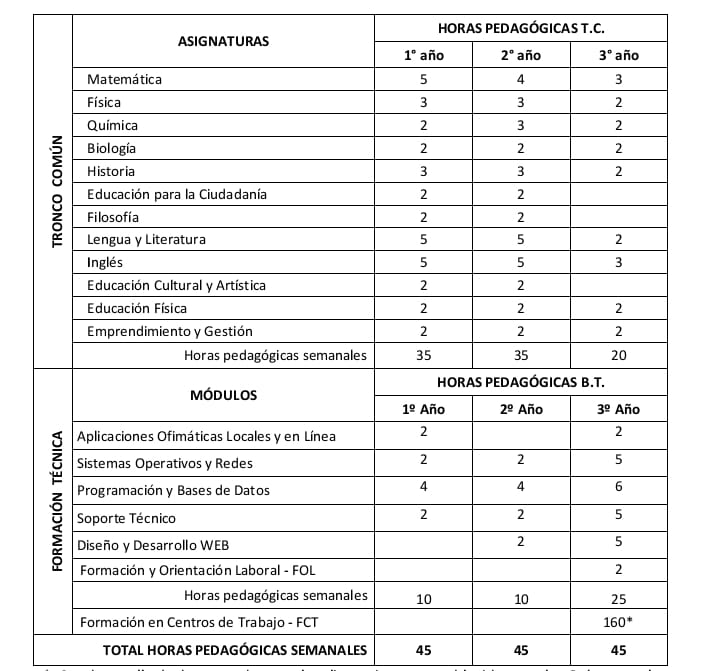 ASIGNATURAS HORAS PEDAGÓGICAS T.C.
1° año 2° año 3° año
TRONCO COMÚN
Matemática 5 4 3
Física 3 3 2
Química 2 3 2
Biología 2 2 2
Historia 3 3 2
Educación para la Ciudadanía 2 2
Filosofía 2 2
Lengua y Literatura 5 5 2
Inglés 5 5 3
Educación Cultural y Artística 2 2
Educación Física 2 2 2
Emprendimiento y Gestión 2 2 2
Horas pedagógicas semanales 35 35 20
FORMACIÓN TÉCNICA
MÓDULOS HORAS PEDAGÓGICAS B.T.
1º Año 2º Año 3º Año
Aplicaciones Ofimáticas Locales y en Línea 2 2
Sistemas Operativos y Redes 2 2 5
Programación y Bases de Datos 4 4 6
Soporte Técnico 2 2 5
Diseño y Desarrollo WEB 2 5
Formación y Orientación Laboral - FOL 2
Horas pedagógicas semanales 10 10 25
Formación en Centros de Trabajo - FCT 160*
TOTAL HORAS PEDAGÓGICAS SEMANALES 45 45 45